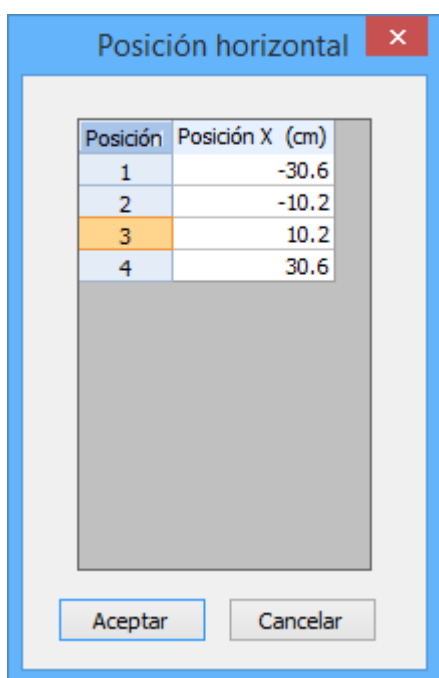 Posición horizontal
Posición Posición X (cm)
1 -30.6
2 -10.2
3 10.2
4 30.6
Aceptar Cancelar